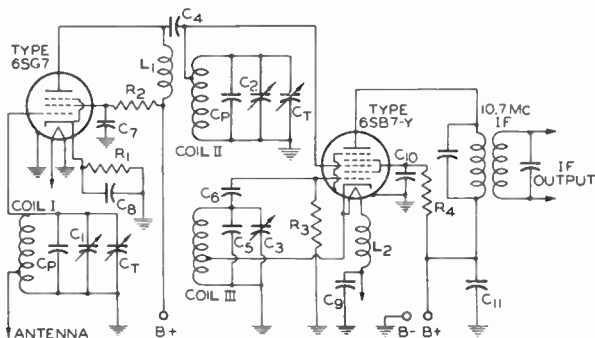 C4
TYPE
6SG7
L1
R2
C7
CP
C2
CT
COIL II
TYPE
6SB7-Y
10.7MC
IF
IF
OUTPUT
R1
C8
C10
R4
C6
COIL I
CP
C1
CT
C5
C3
R3
L2
COIL III
C9
C11
ANTENNA
B+
B-
B+